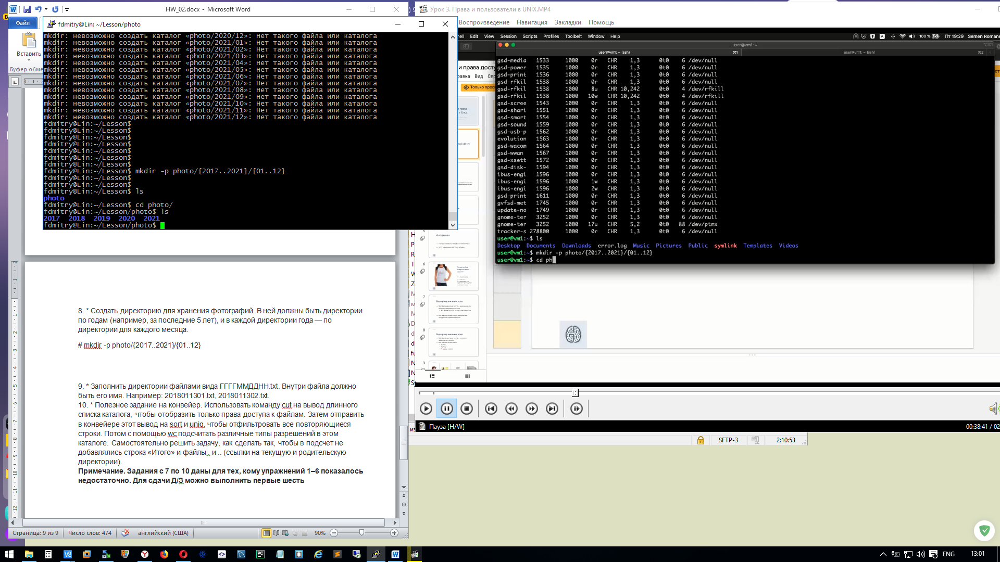 HW_02.docx - Microsoft Word
Файл
Вставить
Буфер обме
fdmitry@Lin: ~/Lesson/photo
mkdir: невозможно создать каталог «photo/2020/12»: Нет такого файла или каталога
mkdir: невозможно создать каталог «photo/2021/01»: Нет такого файла или каталога
mkdir: невозможно создать каталог «photo/2021/02»: Нет такого файла или каталога
mkdir: невозможно создать каталог «photo/2021/03»: Нет такого файла или каталога
mkdir: невозможно создать каталог «photo/2021/04»: Нет такого файла или каталога
mkdir: невозможно создать каталог «photo/2021/05»: Нет такого файла или каталога
mkdir: невозможно создать каталог «photo/2021/06»: Нет такого файла или каталога
mkdir: невозможно создать каталог «photo/2021/07»: Нет такого файла или каталога
mkdir: невозможно создать каталог «photo/2021/08»: Нет такого файла или каталога
mkdir: невозможно создать каталог «photo/2021/09»: Нет такого файла или каталога
mkdir: невозможно создать каталог «photo/2021/10»: Нет такого файла или каталога
mkdir: невозможно создать каталог «photo/2021/11»: Нет такого файла или каталога
mkdir: невозможно создать каталог «photo/2021/12»: Нет такого файла или каталога
fdmitry@Lin:~/Lesson$
fdmitry@Lin:~/Lesson$
fdmitry@Lin:~/Lesson$
fdmitry@Lin:~/Lesson$
fdmitry@Lin:~/Lesson$
fdmitry@Lin:~/Lesson$
fdmitry@Lin:~/Lesson$
fdmitry@Lin:~/Lesson$ mkdir -p photo/{2017..2021}/{01..12}
fdmitry@Lin:~/Lesson$
fdmitry@Lin:~/Lesson$
fdmitry@Lin:~/Lesson$ ls
photo
fdmitry@Lin:~/Lesson$ cd photo/
fdmitry@Lin:~/Lesson/photo$ ls
2017 2018 2019 2020 2021
fdmitry@Lin:~/Lesson/photo$
8. * Создать директорию для хранения фотографий. В ней должны быть директории
по годам (например, за последние 5 лет), и в каждой директории года — по
директории для каждого месяца.
# mkdir -p photo/{2017..2021}/{01..12}
9. * Заполнить директории файлами вида ГГГГММДДНН.txt. Внутри файла должно
быть его имя. Например: 2018011301.txt, 2018011302.txt.
10. * Полезное задание на конвейер. Использовать команду cut на вывод длинного
списка каталога, чтобы отобразить только права доступа к файлам. Затем отправить
в конвейере этот вывод на sort и uniq, чтобы отфильтровать все повторяющиеся
строки. Потом с помощью wc подсчитать различные типы разрешений в этом
каталоге. Самостоятельно решить задачу, как сделать так, чтобы в подсчет не
добавлялись строка «Итого» и файлы . и .. (ссылки на текущую и родительскую
директории).
Примечание. Задания с 7 по 10 даны для тех, кому упражнений 1–6 показалось
недостаточно. Для сдачи Д/З можно выполнить первые шесть
Страница: 9 из 9 Число слов: 474 английский (США) 90%
Урок 3. Права и пользователи в UNIX.MP4
Воспроизведение Навигация Закладки Помощь
ell Edit View Session Scripts Profiles Toolbelt Window Help 100 % Пт 19:29 Semen Romane
и права дост
равка Вид Спр
Только прос
user@vm1: ~
user@vm1: ~ (ssh) ⌘1 user@vm1: ~ (ssh) ⌘2
gsd-media 1533 1000 0r CHR 1,3 0t0 6 /dev/null
gsd-power 1535 1000 0r CHR 1,3 0t0 6 /dev/null
gsd-print 1536 1000 0r CHR 1,3 0t0 6 /dev/null
gsd-rfkil 1538 1000 0r CHR 1,3 0t0 6 /dev/null
gsd-rfkil 1538 1000 8u CHR 10,242 0t0 4 /dev/rfkill
gsd-rfkil 1538 1000 10w CHR 10,242 0t0 4 /dev/rfkill
gsd-scree 1543 1000 0r CHR 1,3 0t0 6 /dev/null
gsd-shari 1551 1000 0r CHR 1,3 0t0 6 /dev/null
gsd-smart 1554 1000 0r CHR 1,3 0t0 6 /dev/null
gsd-sound 1559 1000 0r CHR 1,3 0t0 6 /dev/null
gsd-usb-p 1562 1000 0r CHR 1,3 0t0 6 /dev/null
evolution 1563 1000 0r CHR 1,3 0t0 6 /dev/null
gsd-wacom 1564 1000 0r CHR 1,3 0t0 6 /dev/null
gsd-wwan 1567 1000 0r CHR 1,3 0t0 6 /dev/null
gsd-xsett 1572 1000 0r CHR 1,3 0t0 6 /dev/null
gsd-disk- 1594 1000 0r CHR 1,3 0t0 6 /dev/null
ibus-engi 1596 1000 0r CHR 1,3 0t0 6 /dev/null
ibus-engi 1596 1000 1w CHR 1,3 0t0 6 /dev/null
ibus-engi 1596 1000 2w CHR 1,3 0t0 6 /dev/null
gsd-print 1611 1000 0r CHR 1,3 0t0 6 /dev/null
gvfsd-met 1745 1000 0r CHR 1,3 0t0 6 /dev/null
update-no 1749 1000 0r CHR 1,3 0t0 6 /dev/null
gnome-ter 3252 1000 0r CHR 1,3 0t0 6 /dev/null
gnome-ter 3252 1000 17u CHR 5,2 0t0 88 /dev/ptmx
tracker-s 278800 1000 0r CHR 1,3 0t0 6 /dev/null
user@vm1:~$ ls
Desktop Documents Downloads error.log Music Pictures Public symlink Templates Videos
user@vm1:~$ mkdir -p photo/{2017..2021}/{01..12}
user@vm1:~$ cd ph
5
Инструменты
6
7
Виды разграничения прав
8
Виды разграничения прав
9
Пауза [H/W] 00:38:41 / 02
SFTP-3 2:10:53
ENG 13:01